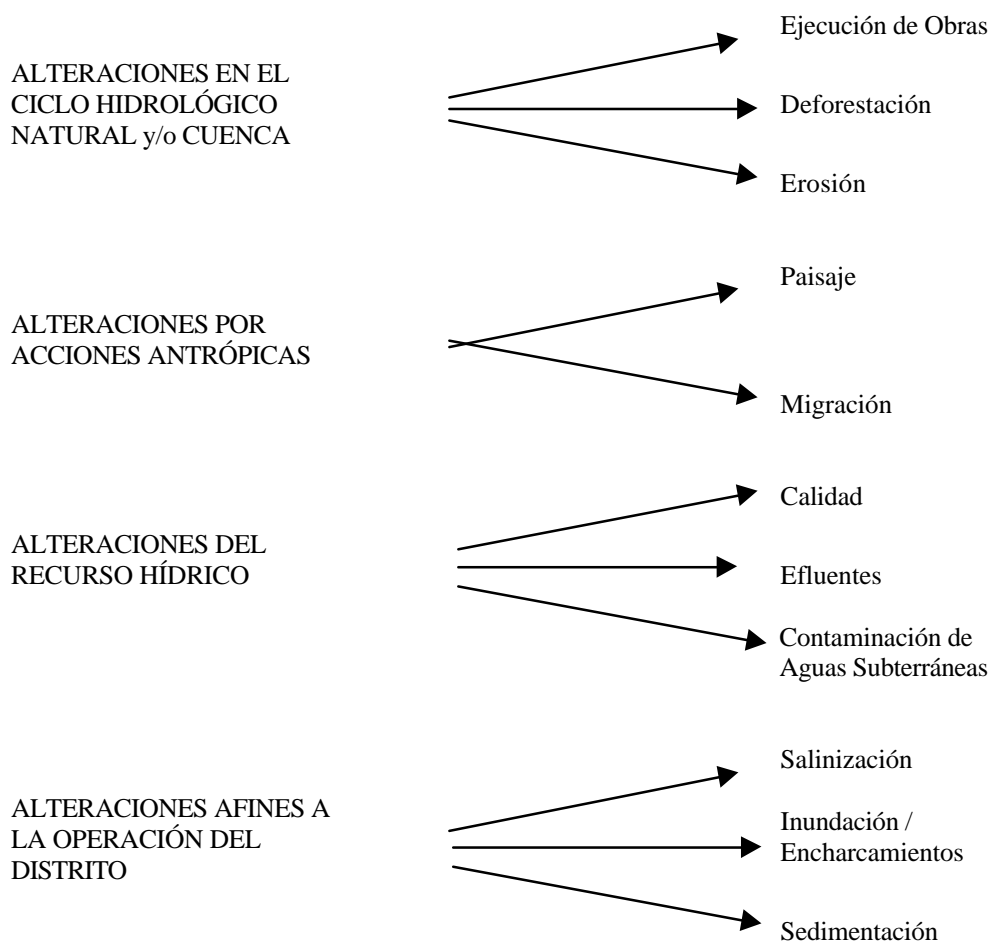 ALTERACIONES EN EL
CICLO HIDROLÓGICO
NATURAL y/o CUENCA
Ejecución de Obras
Deforestación
Erosión
ALTERACIONES POR
ACCIONES ANTRÓPICAS
Paisaje
Migración
ALTERACIONES DEL
RECURSO HÍDRICO
Calidad
Efluentes
Contaminación de
Aguas Subterráneas
ALTERACIONES AFINES A
LA OPERACIÓN DEL
DISTRITO
Salinización
Inundación /
Encharcamientos
Sedimentación